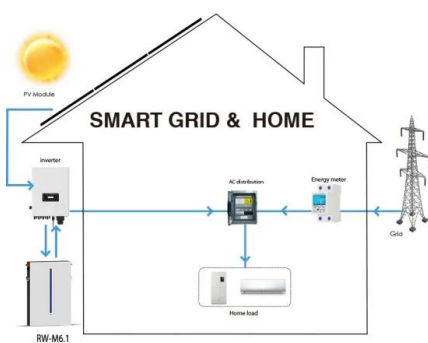 PV Module
SMART GRID & HOME
Inverter
AC distribution
Energy meter
Grid
Home load
RW-M6.1